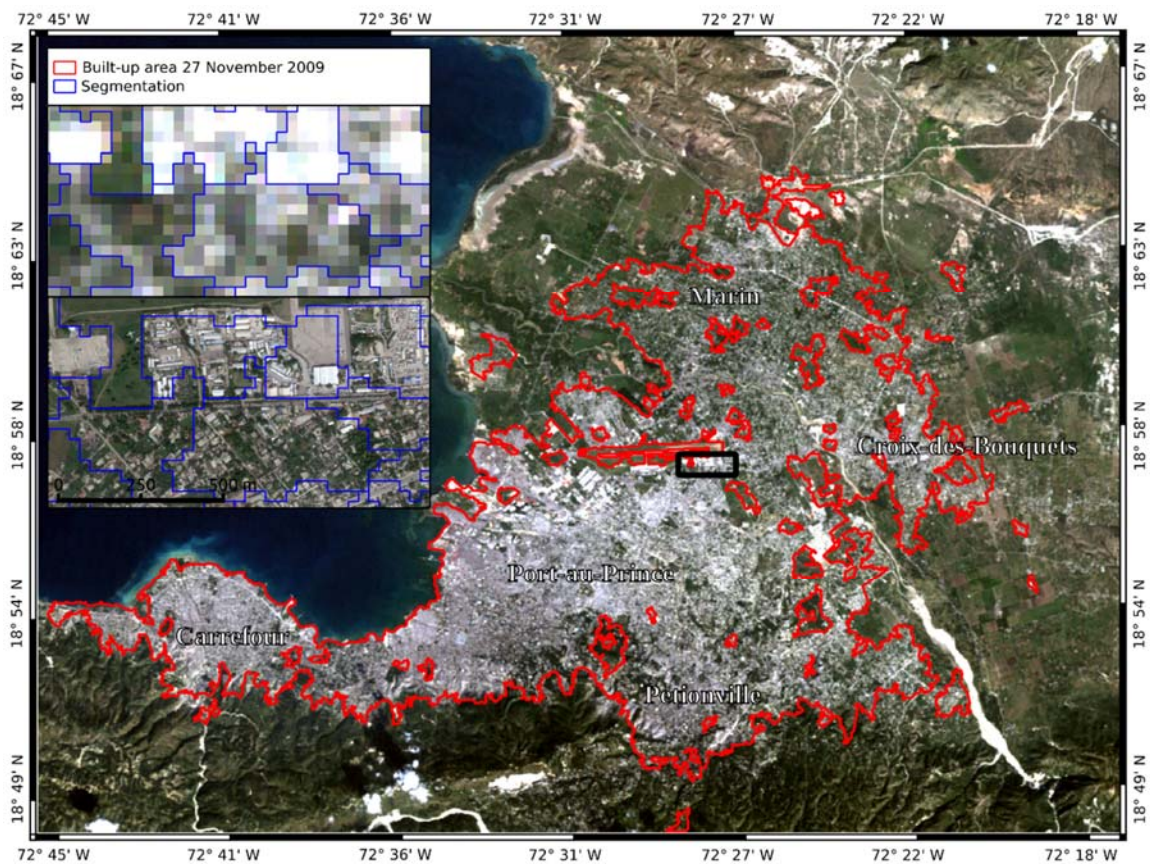 72° 45' W 72° 41' W 72° 36' W 72° 31' W 72° 27' W 72° 22' W 72° 18' W
Built-up area 27 November 2009
Segmentation
18° 67' N 18° 67' N
18° 63' N 18° 63' N
Marin
18° 58' N 18° 58' N
Croix-des-Bouquets
0 250 500 m
Port-au-Prince
18° 54' N 18° 54' N
Carrefour
Pétionville
18° 49' N 18° 49' N
72° 45' W 72° 41' W 72° 36' W 72° 31' W 72° 27' W 72° 22' W 72° 18' W